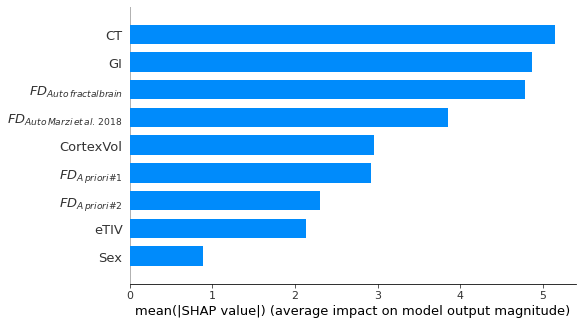 CT
GI
FD_Auto fractalbrain
FD_Auto Marzi et al. 2018
CortexVol
FD_A priori#1
FD_A priori#2
eTIV
Sex
0 1 2 3 4 5
mean(|SHAP value|) (average impact on model output magnitude)